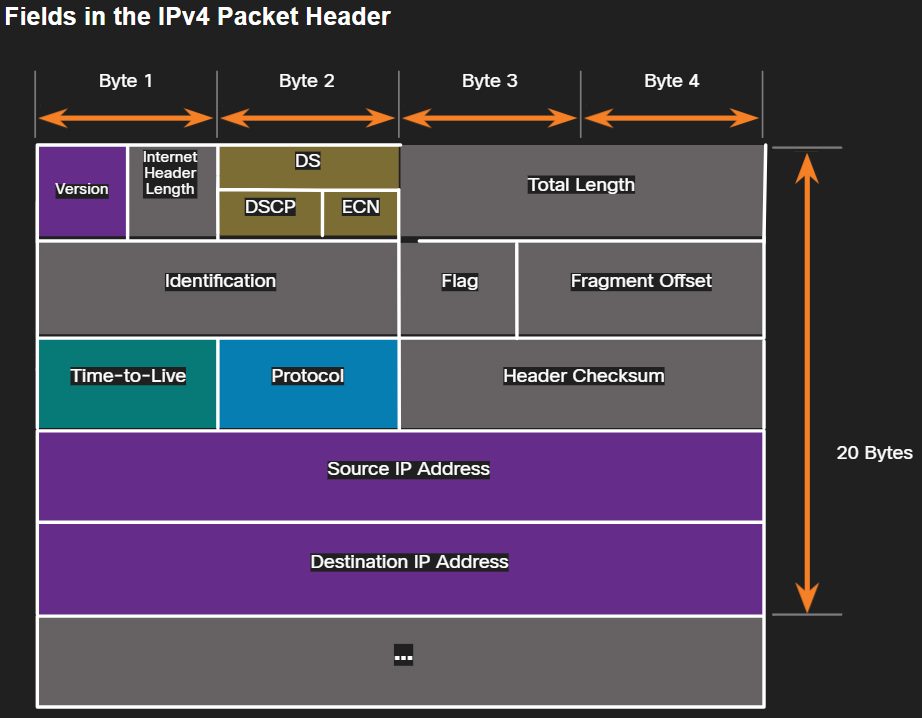 Fields in the IPv4 Packet Header
Byte 1
Byte 2
Byte 3
Byte 4
Version
Internet
Header
Length
DS
DSCP
ECN
Total Length
Identification
Flag
Fragment Offset
Time-to-Live
Protocol
Header Checksum
Source IP Address
Destination IP Address
20 Bytes
...